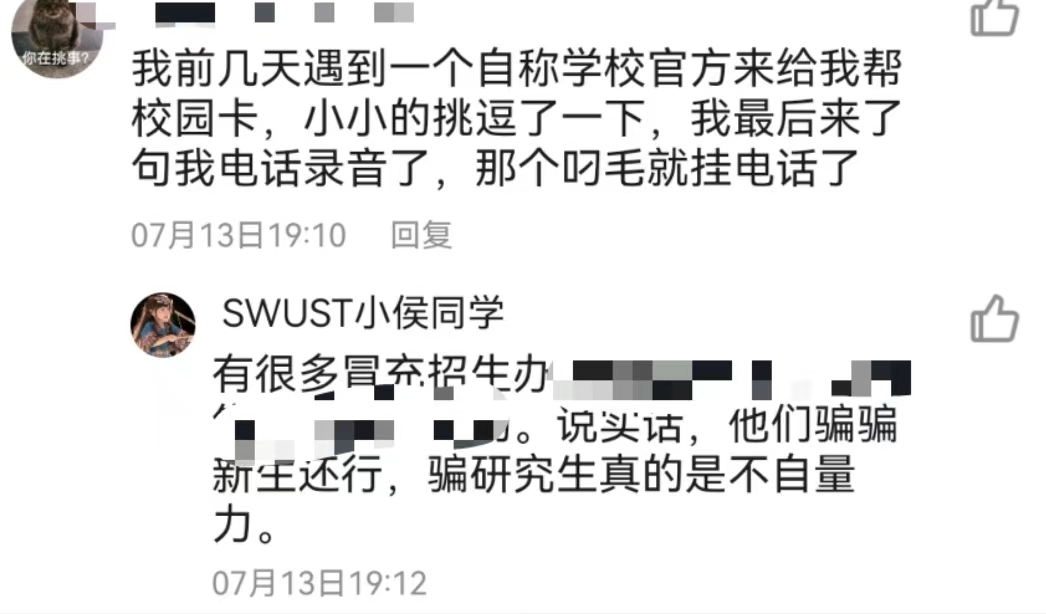 你在挑事?
我前几天遇到一个自称学校官方来给我帮
校园卡，小小的挑逗了一下，我最后来了
句我电话录音了，那个叼毛就挂电话了
07月13日19:10 回复
SWUST小侯同学
有很多冒充招生办
。说实话，他们骗骗
新生还行，骗研究生真的是不自量
力。
07月13日19:12